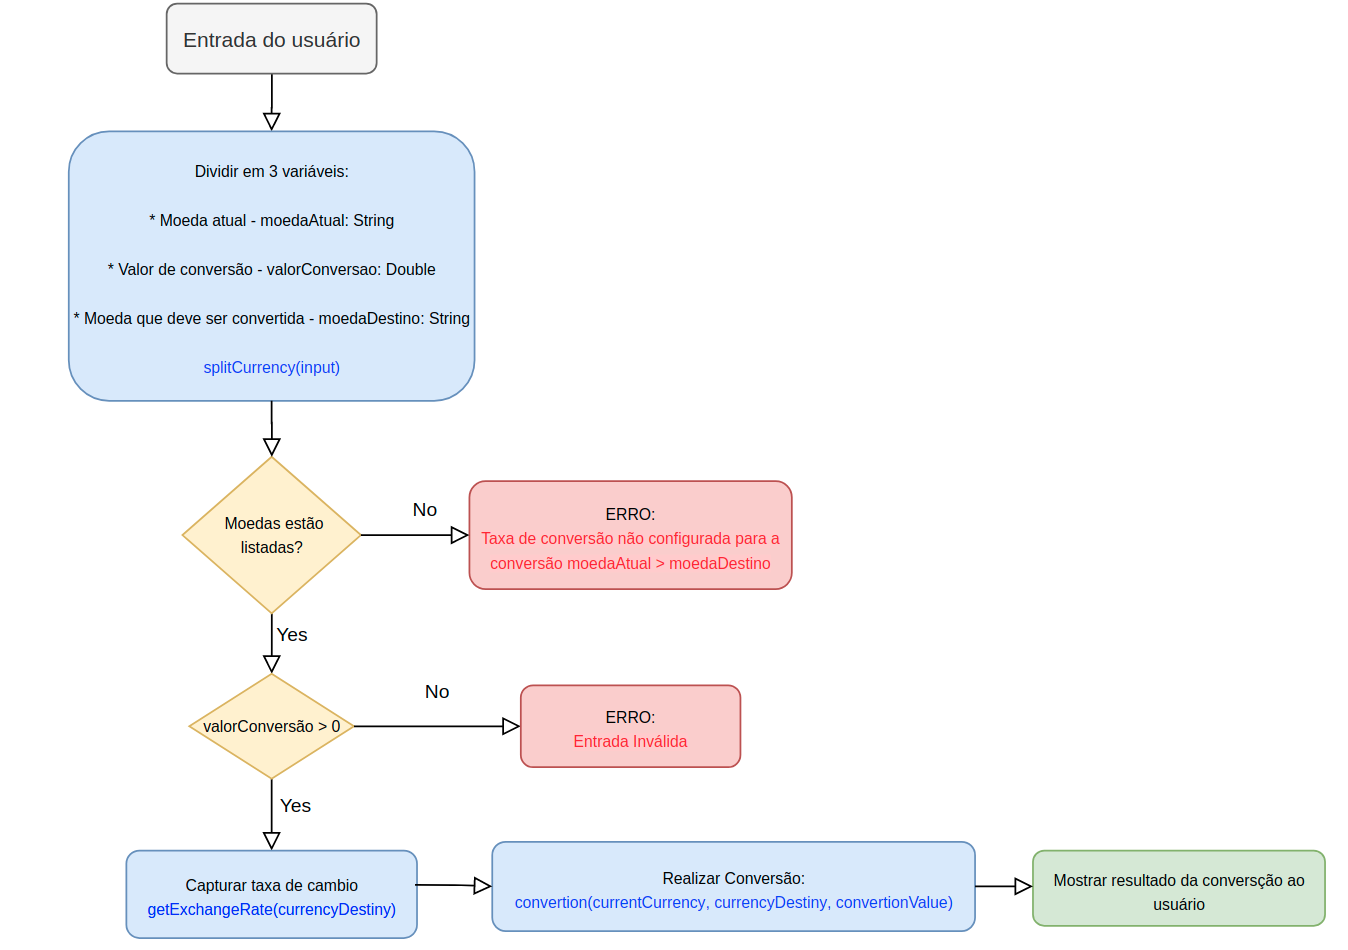 Entrada do usuário
Dividir em 3 variáveis:
* Moeda atual - moedaAtual: String
* Valor de conversão - valorConversao: Double
* Moeda que deve ser convertida - moedaDestino: String
splitCurrency(input)
Moedas estão
listadas?
No
ERRO:
Taxa de conversão não configurada para a
conversão moedaAtual > moedaDestino
Yes
valorConversão > 0
No
ERRO:
Entrada Inválida
Yes
Capturar taxa de cambio
getExchangeRate(currencyDestiny)
Realizar Conversão:
convertion(currentCurrency, currencyDestiny, convertionValue)
Mostrar resultado da conversção ao
usuário